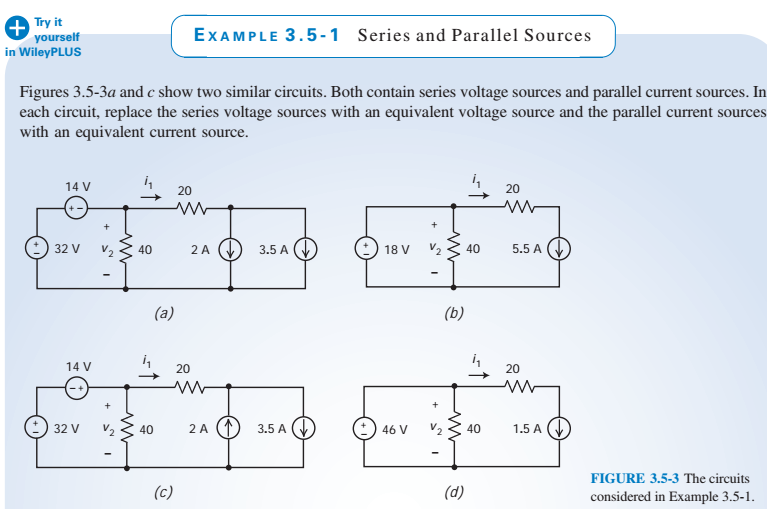 Try it
yourself
in WileyPLUS
EXAMPLE 3.5-1 Series and Parallel Sources
Figures 3.5-3a and c show two similar circuits. Both contain series voltage sources and parallel current sources. In
each circuit, replace the series voltage sources with an equivalent voltage source and the parallel current sources
with an equivalent current source.
14 V
i1
20
+ −
+
−
32 V
+
v2
−
40
2 A
3.5 A
(a)
i1
20
+
−
18 V
+
v2
−
40
5.5 A
(b)
14 V
i1
20
− +
+
−
32 V
+
v2
−
40
2 A
3.5 A
(c)
i1
20
+
−
46 V
+
v2
−
40
1.5 A
(d)
FIGURE 3.5-3 The circuits
considered in Example 3.5-1.